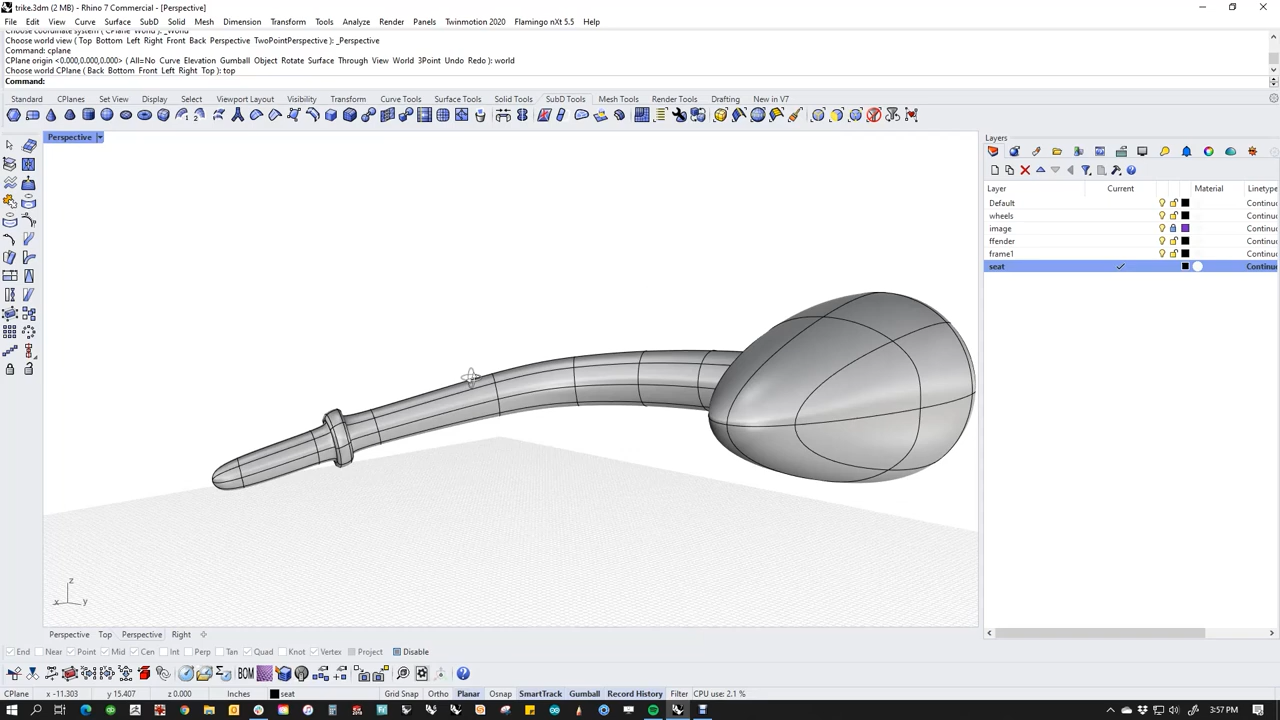 trike.3dm (2 MB) - Rhino 7 Commercial - [Perspective]
File Edit View Curve Surface SubD Solid Mesh Dimension Transform Tools Analyze Render Panels Twinmotion 2020 Flamingo nXt 5.5 Help
Choose world view ( Top Bottom Left Right Front Back Perspective TwoPointPerspective ): _Perspective
Command: cplane
CPlane origin <0.000,0.000,0.000> ( All=No Curve Elevation Gumball Object Rotate Surface Through View World 3Point Undo Redo ): world
Choose world CPlane ( Back Bottom Front Left Right Top ): top
Command:
Standard CPlanes Set View Display Select Viewport Layout Visibility Transform Curve Tools Surface Tools Solid Tools SubD Tools Mesh Tools Render Tools Drafting New in V7
Perspective
Layers
Layer Current Material Linetype
Default Continuc
wheels Continuc
image Continuc
ffender Continuc
frame1 Continuc
seat Continu
z
x y
Perspective Top Perspective Right
End Near Point Mid Cen Int Perp Tan Quad Knot Vertex Project Disable
BOM
CPlane x -11.303 y 15.407 z 0.000 Inches seat Grid Snap Ortho Planar Osnap SmartTrack Gumball Record History Filter CPU use: 2.1 %
3:57 PM